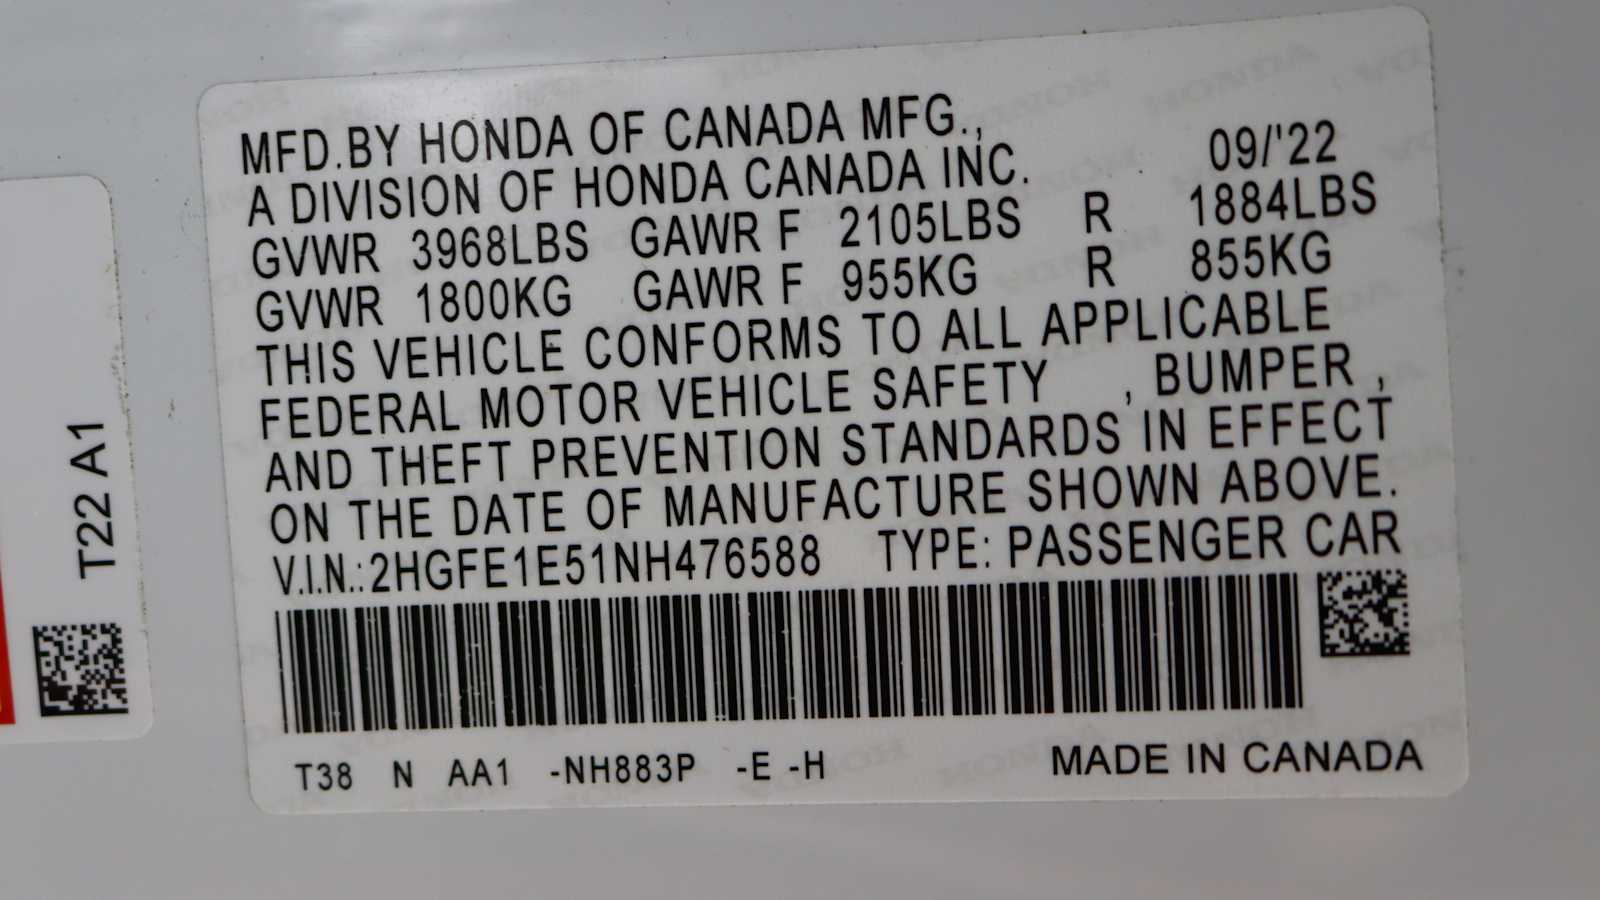 MFD.BY HONDA OF CANADA MFG.,
A DIVISION OF HONDA CANADA INC. 09/'22
GVWR 3968LBS GAWR F 2105LBS R 1884LBS
GVWR 1800KG GAWR F 955KG R 855KG
THIS VEHICLE CONFORMS TO ALL APPLICABLE
FEDERAL MOTOR VEHICLE SAFETY , BUMPER ,
AND THEFT PREVENTION STANDARDS IN EFFECT
ON THE DATE OF MANUFACTURE SHOWN ABOVE.
V.I.N.:2HGFE1E51NH476588 TYPE: PASSENGER CAR
T38 N AA1 -NH883P -E -H MADE IN CANADA
T22 A1